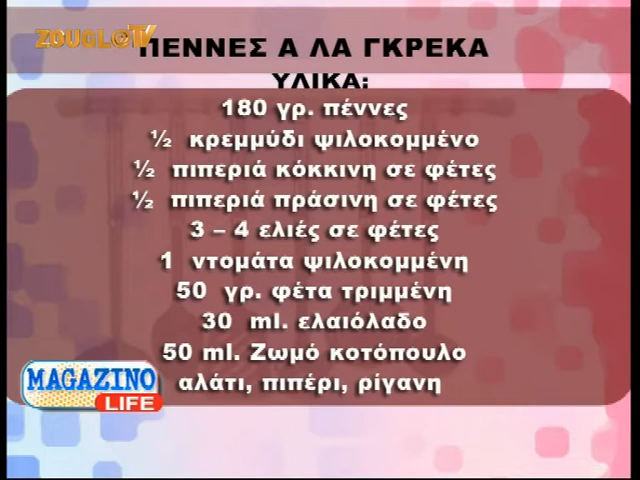 ZOUGL@TV
ΠΕΝΝΕΣ Α ΛΑ ΓΚΡΕΚΑ
ΥΛΙΚΑ:
180 γρ. πέννες
½ κρεμμύδι ψιλοκομμένο
½ πιπεριά κόκκινη σε φέτες
½ πιπεριά πράσινη σε φέτες
3 – 4 ελιές σε φέτες
1 ντομάτα ψιλοκομμένη
50 γρ. φέτα τριμμένη
30 ml. ελαιόλαδο
50 ml. Ζωμό κοτόπουλο
αλάτι, πιπέρι, ρίγανη
MAGAZINO
LIFE